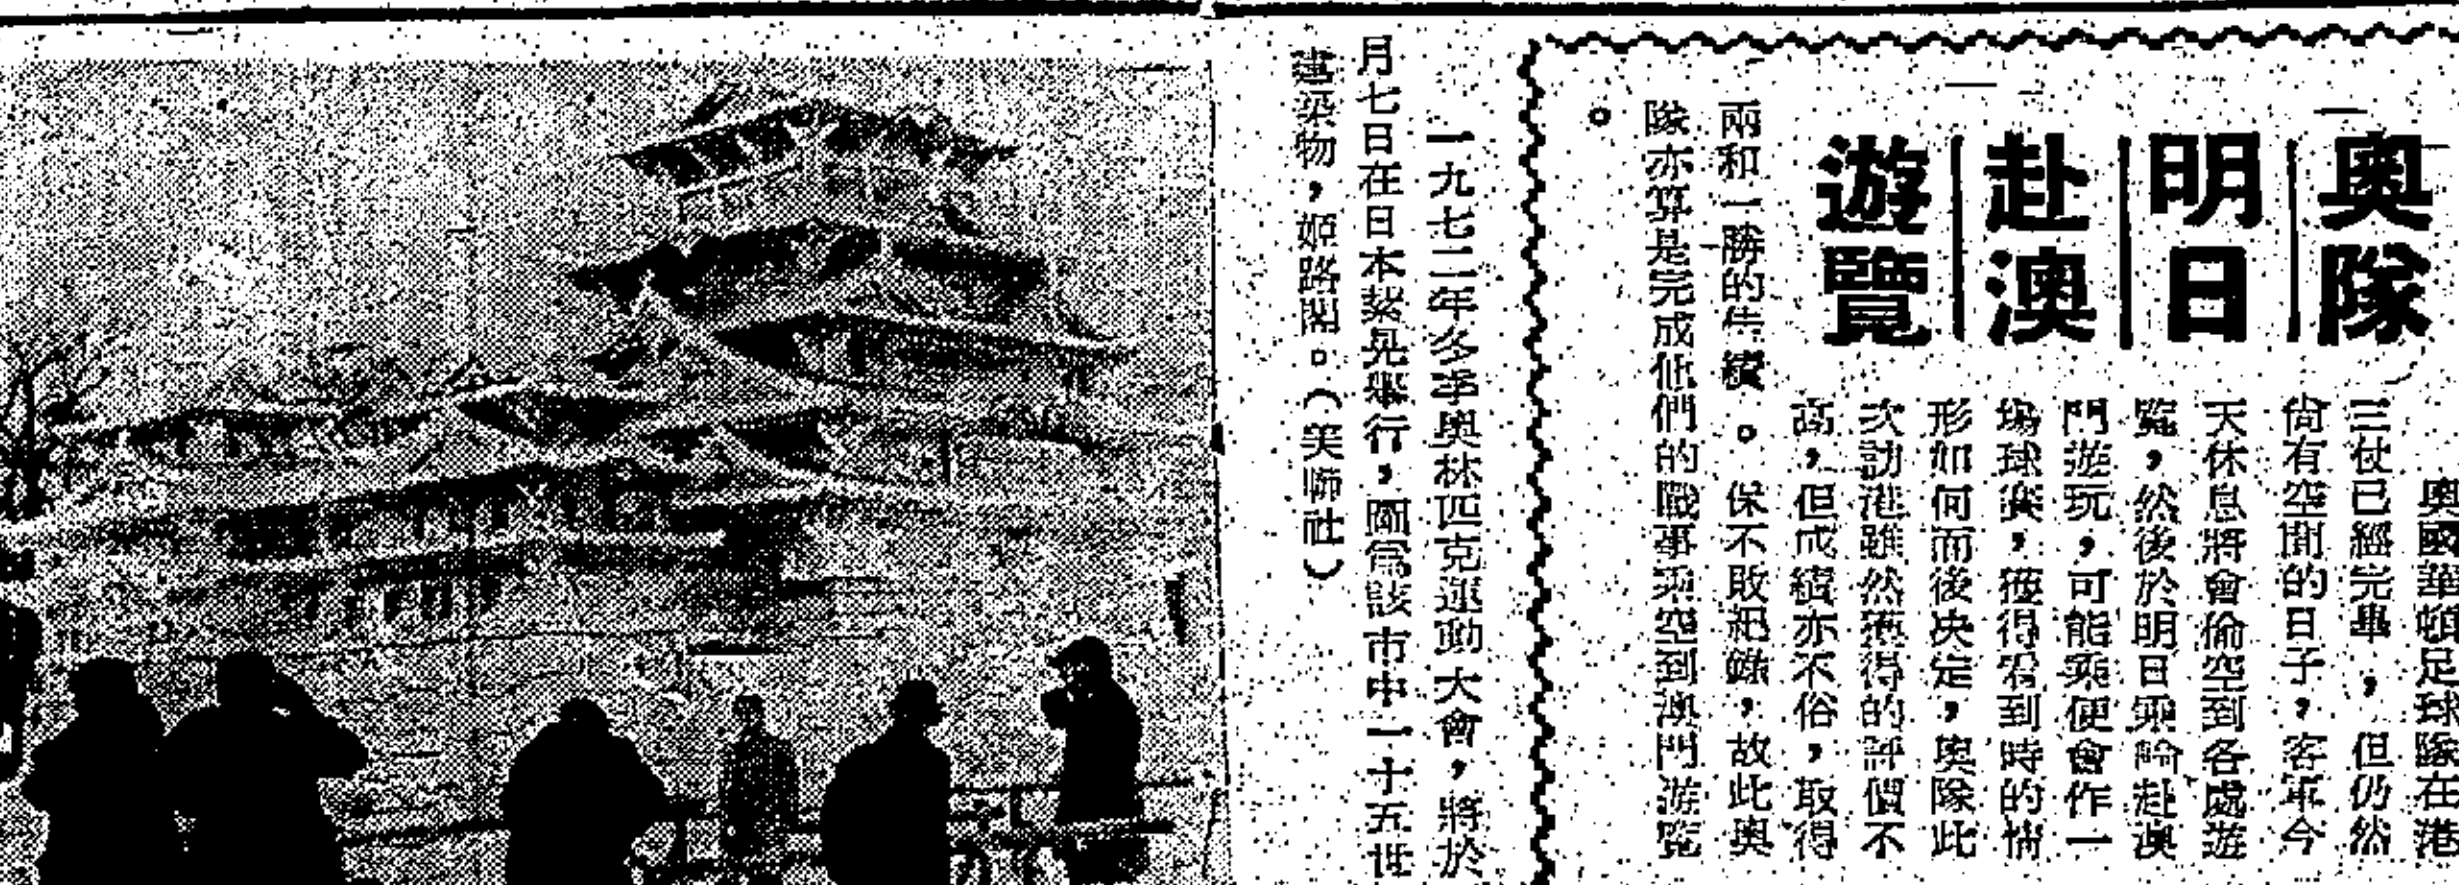 奧隊
明日
赴澳
遊覽
奧國華頓足球隊在港
三仗已經完畢，但仍然
尙有空閒的日子，客軍今
天休息將會偷空到各處遊
覽，然後於明日乘輪赴澳
門遊玩，可能乘便會作一
塲球賽，獲得看到時的情
形如何而後决定，奧隊此
次訪港雖然獲得的評價不
高，但成績亦不俗，取得
兩和一勝的佳績。保不敗紀錄，故此奧
隊亦算是完成他們的職事乘空到澳門遊覽
。
一九七二年冬季奧林匹克運動大會，將於
月七日在日本 晃舉行，圖爲該市中一十五世
建築物，姬路閣。（美聯社）